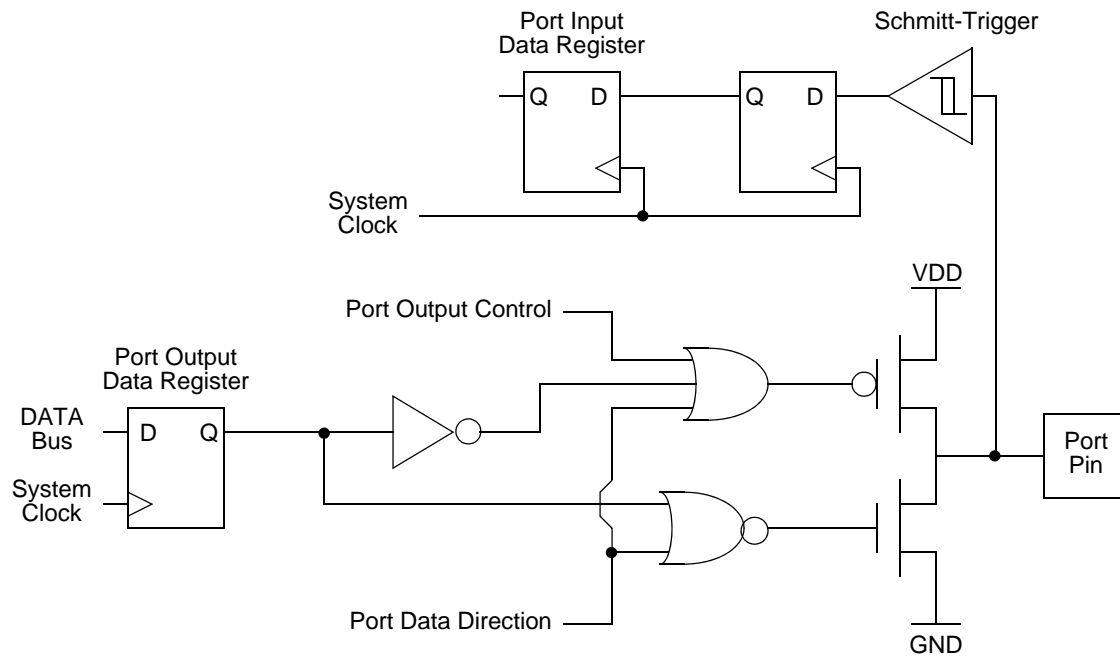 Port Input
Data Register
Schmitt-Trigger
Q D
Q D
System
Clock
VDD
Port Output Control
Port Output
Data Register
DATA
Bus
D Q
System
Clock
Port
Pin
Port Data Direction
GND